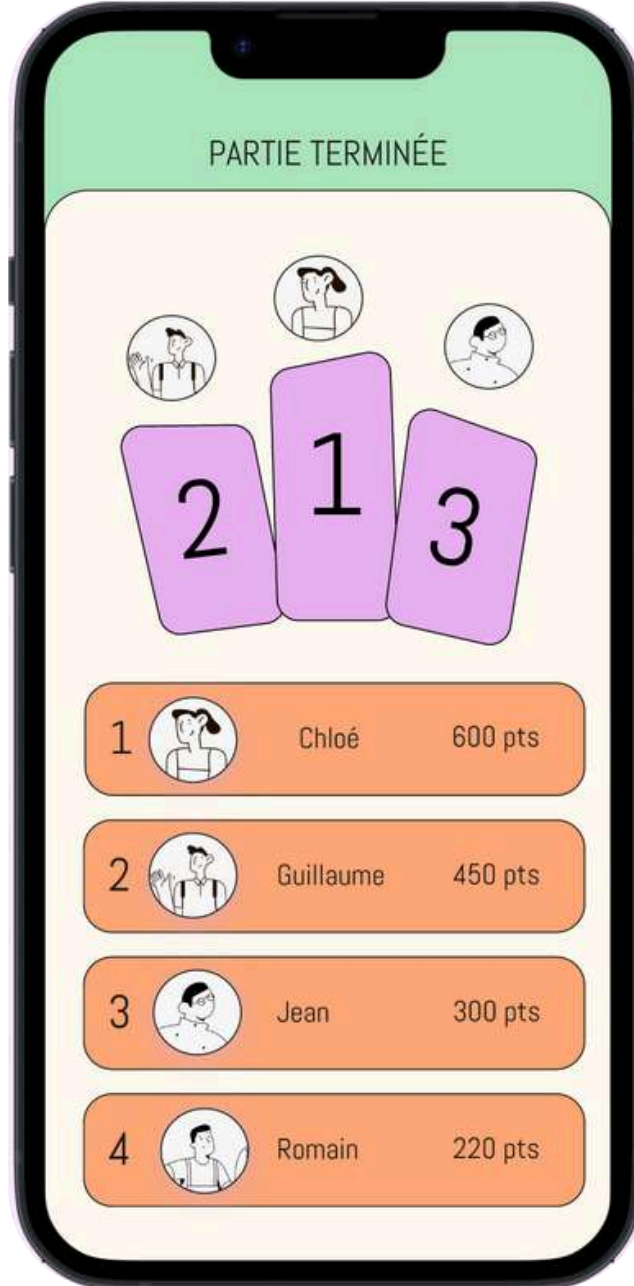 PARTIE TERMINÉE
2 1 3
1 Chloé 600 pts
2 Guillaume 450 pts
3 Jean 300 pts
4 Romain 220 pts